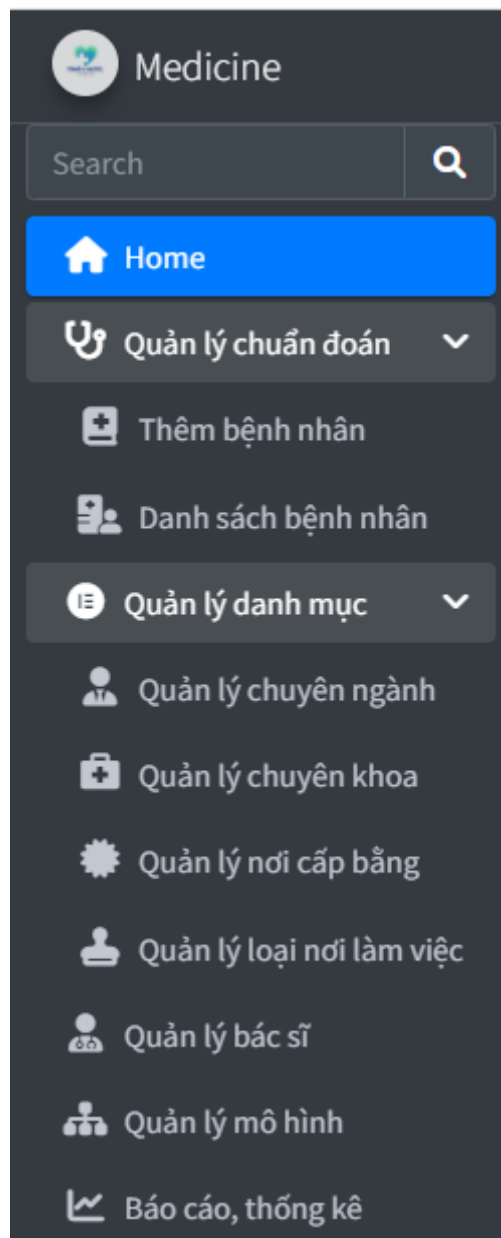 Medicine
Search
Home
Quản lý chuẩn đoán
Thêm bệnh nhân
Danh sách bệnh nhân
Quản lý danh mục
Quản lý chuyên ngành
Quản lý chuyên khoa
Quản lý nơi cấp bằng
Quản lý loại nơi làm việc
Quản lý bác sĩ
Quản lý mô hình
Báo cáo, thống kê